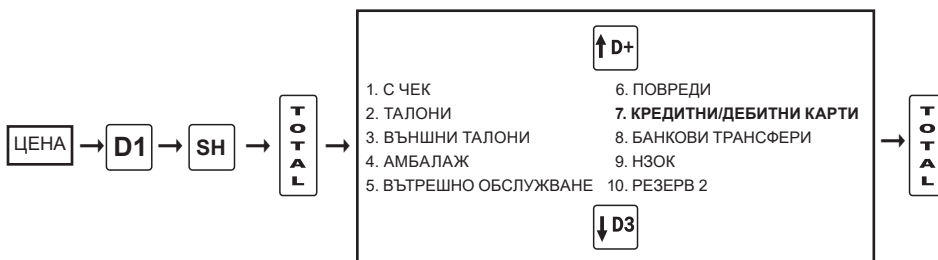 ЦЕНА
D1
SH
TOTAL
D+
1. С ЧЕК
2. ТАЛОНИ
3. ВЪНШНИ ТАЛОНИ
4. АМБАЛАЖ
5. ВЪТРЕШНО ОБСЛУЖВАНЕ
6. ПОВРЕДИ
7. КРЕДИТНИ/ДЕБИТНИ КАРТИ
8. БАНКОВИ ТРАНСФЕРИ
9. НЗОК
10. РЕЗЕРВ 2
D3
TOTAL